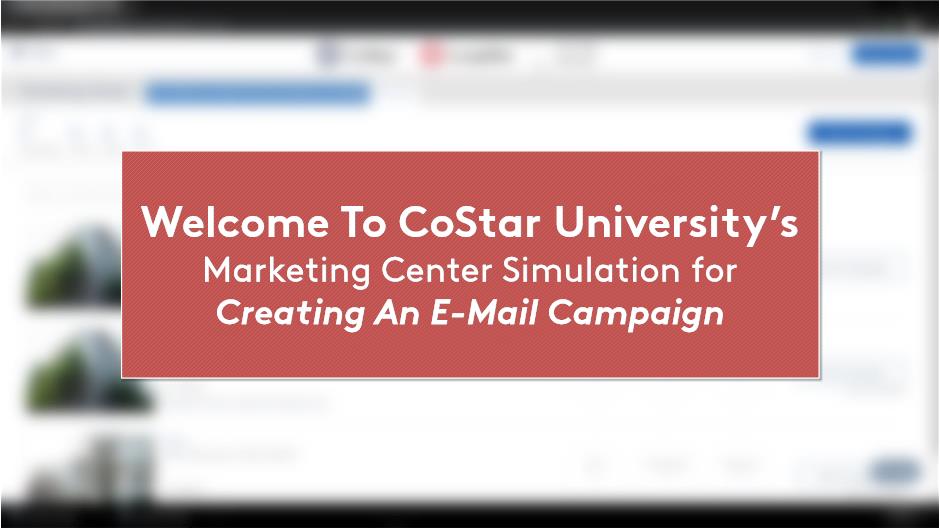 Welcome To CoStar University’s
Marketing Center Simulation for
Creating An E-Mail Campaign